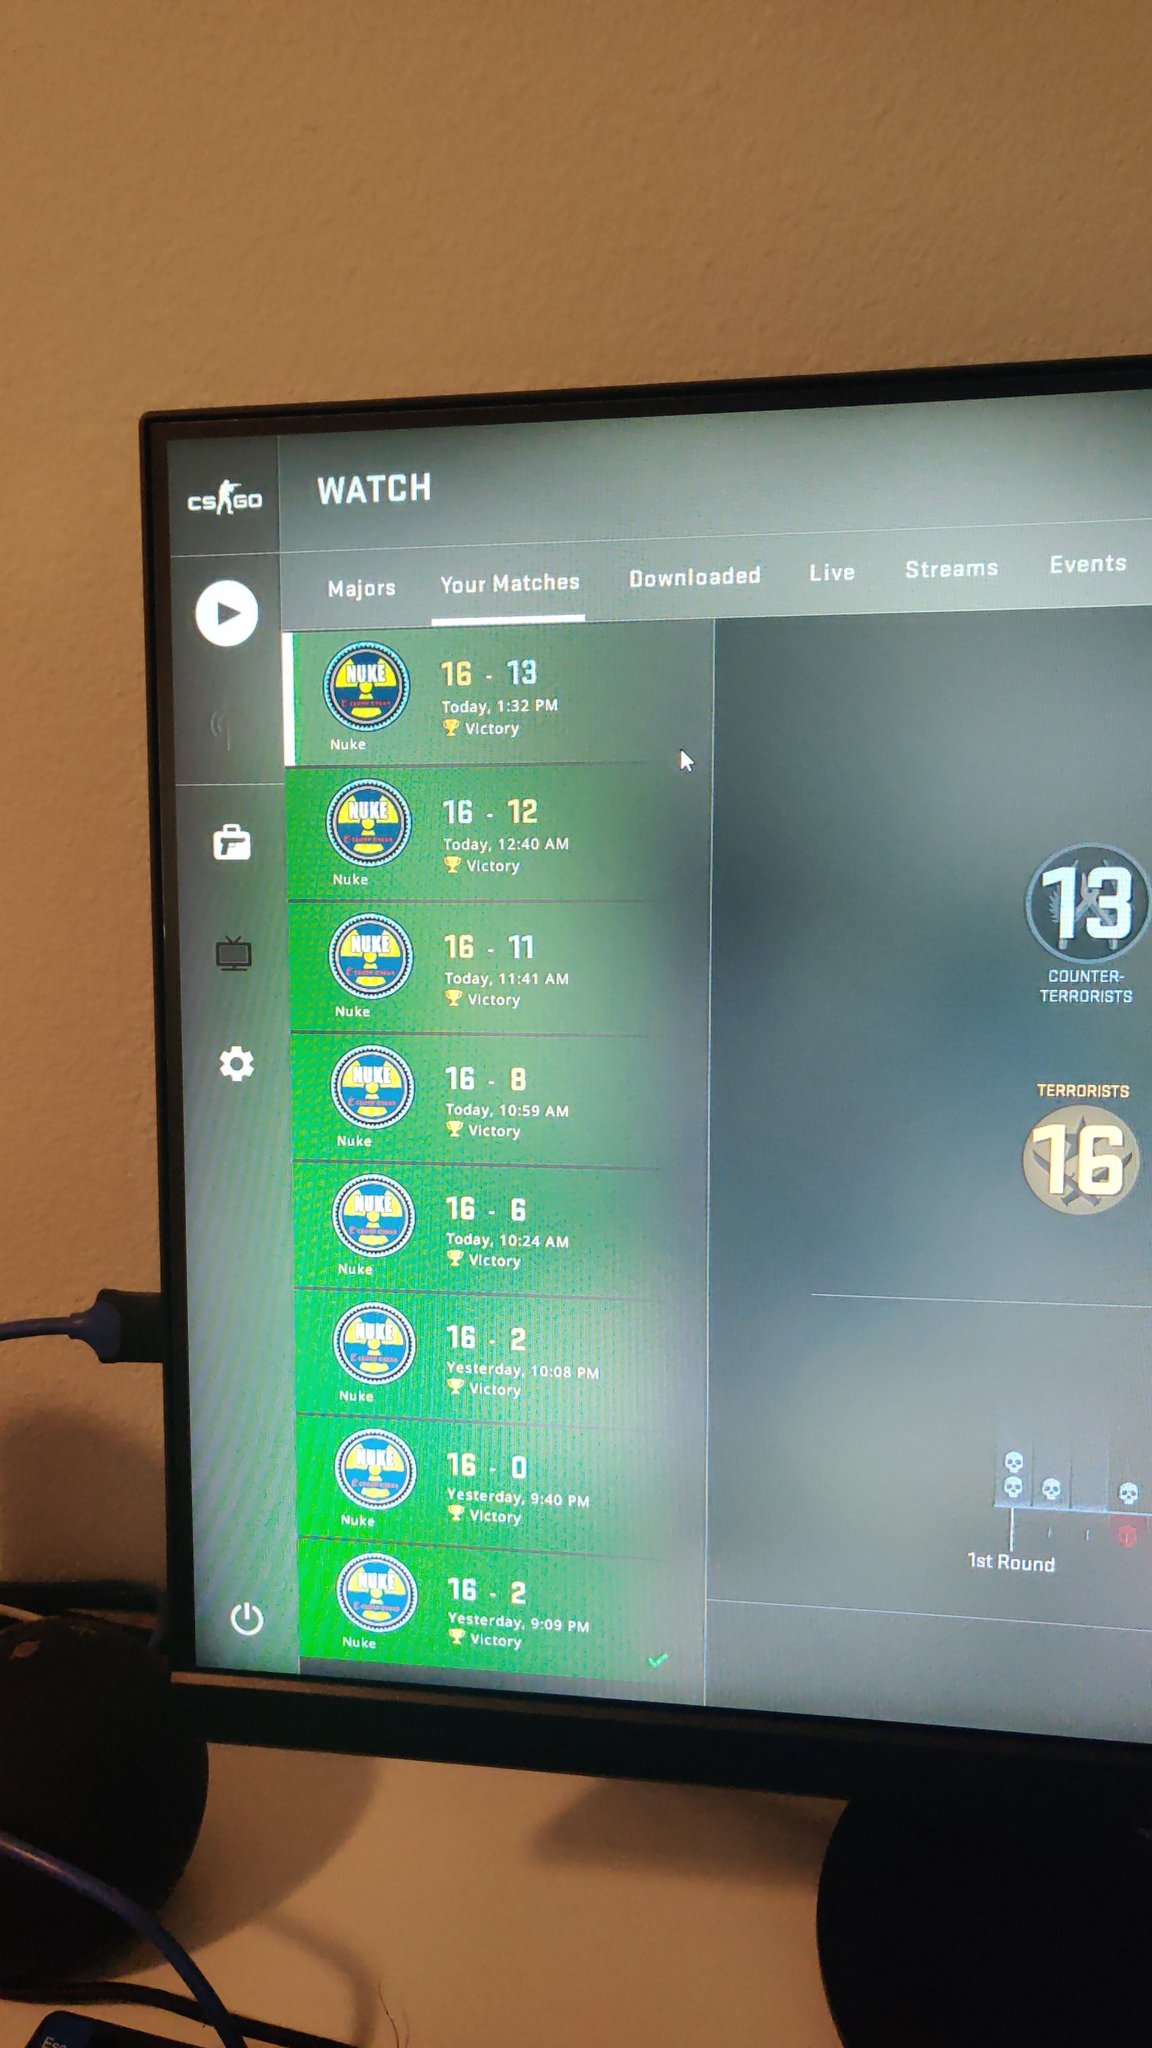 CS GO
WATCH
Majors
Your Matches
Downloaded
Live
Streams
Events
NUKE
Nuke
16 - 13
Today, 1:32 PM
Victory
NUKE
Nuke
16 - 12
Today, 12:40 AM
Victory
NUKE
Nuke
16 - 11
Today, 11:41 AM
Victory
NUKE
Nuke
16 - 8
Today, 10:59 AM
Victory
NUKE
Nuke
16 - 6
Today, 10:24 AM
Victory
NUKE
Nuke
16 - 2
Yesterday, 10:08 PM
Victory
NUKE
Nuke
16 - 0
Yesterday, 9:40 PM
Victory
NUKE
Nuke
16 - 2
Yesterday, 9:09 PM
Victory
13
COUNTER-
TERRORISTS
TERRORISTS
16
1st Round